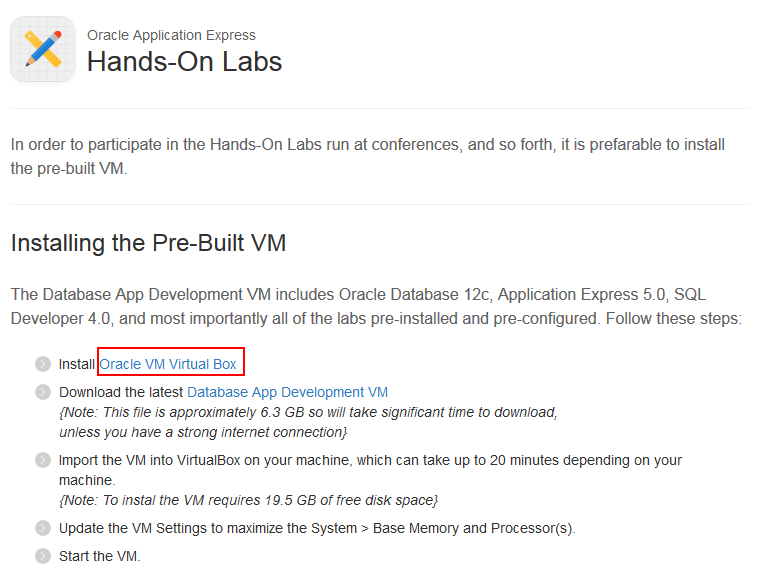 Oracle Application Express
Hands-On Labs
In order to participate in the Hands-On Labs run at conferences, and so forth, it is prefarable to install
the pre-built VM.
Installing the Pre-Built VM
The Database App Development VM includes Oracle Database 12c, Application Express 5.0, SQL
Developer 4.0, and most importantly all of the labs pre-installed and pre-configured. Follow these steps:
Install Oracle VM Virtual Box
Download the latest Database App Development VM
{Note: This file is approximately 6.3 GB so will take significant time to download,
unless you have a strong internet connection}
Import the VM into VirtualBox on your machine, which can take up to 20 minutes depending on your
machine.
{Note: To instal the VM requires 19.5 GB of free disk space}
Update the VM Settings to maximize the System > Base Memory and Processor(s).
Start the VM.